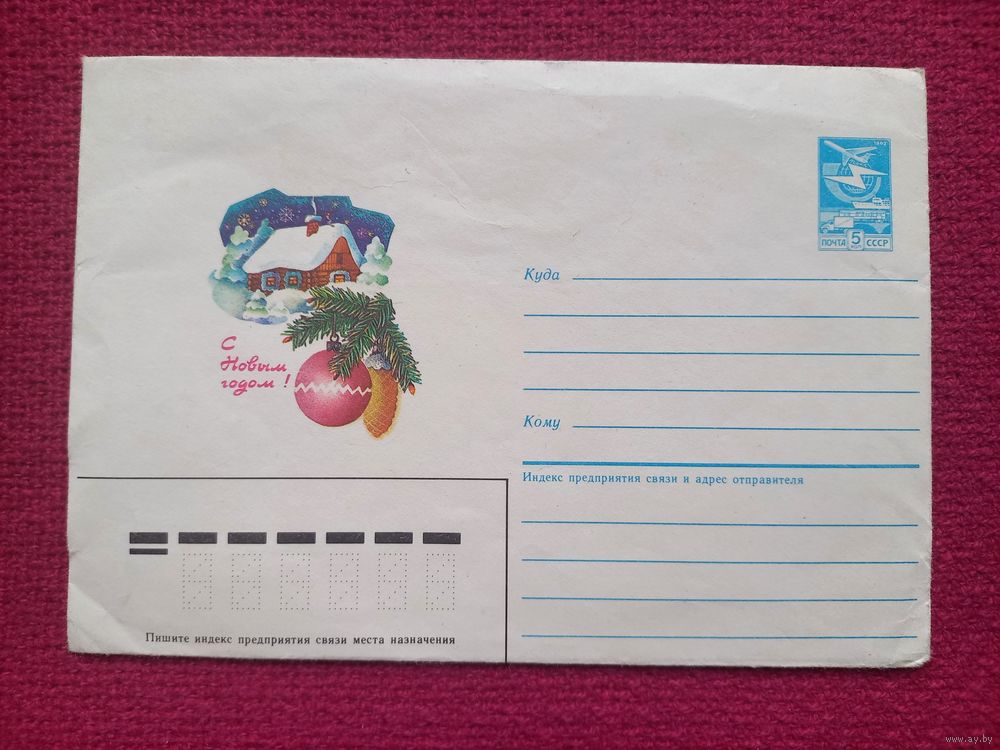 1982
ПОЧТА 5 КОП СССР
Куда
С
Новым
годом!
Кому
Индекс предприятия связи и адрес отправителя
Пишите индекс предприятия связи места назначения
www.ay.by